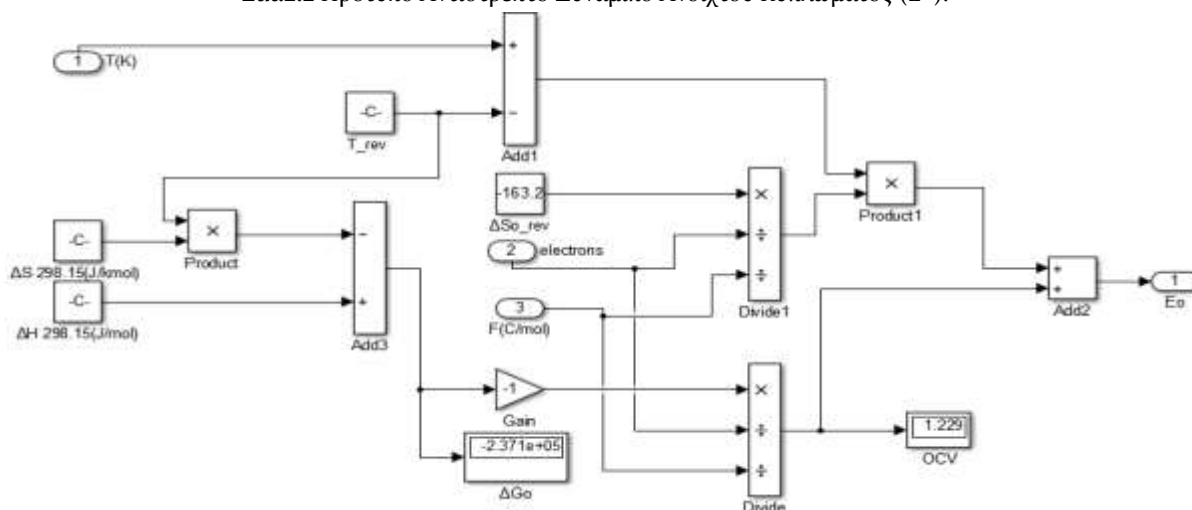 1
T(K)
-C-
T_rev
+
−
Add1
-163.2
ΔSo_rev
2
electrons
3
F(C/mol)
×
÷
÷
Divide1
×
Product1
-C-
ΔS 298.15(J/kmol)
-C-
ΔH 298.15(J/mol)
×
Product
−
+
Add3
-1
Gain
-2.371e+05
ΔGo
×
÷
÷
Divide
1.229
OCV
+
+
Add2
1
Eo